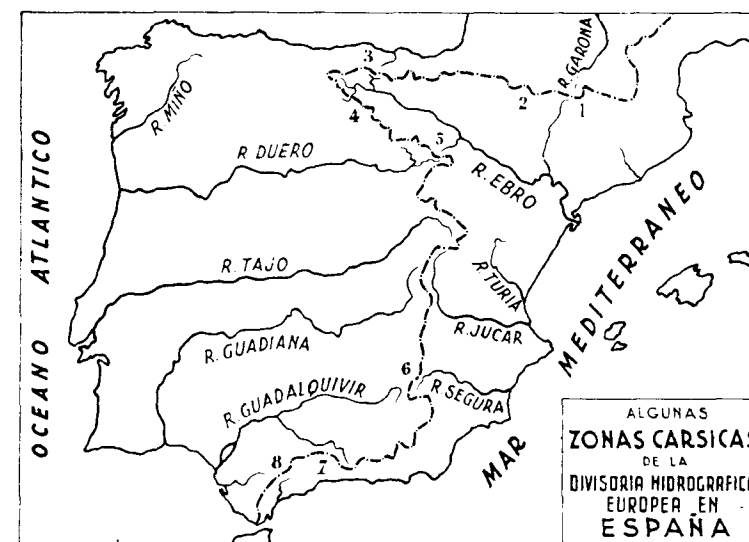 R. GARONA
3
2
1
R. MIÑO
4
5
R. DUERO
R. EBRO
OCEANO ATLANTICO
R. TAJO
R. TURIA
MAR MEDITERRANEO
R. JUCAR
R. GUADIANA
6
R. SEGURA
R. GUADALQUIVIR
8
7
ALGUNAS
ZONAS CARSICAS
DE LA
DIVISORIA HIDROGRAFICA
EUROPEA EN
ESPAÑA